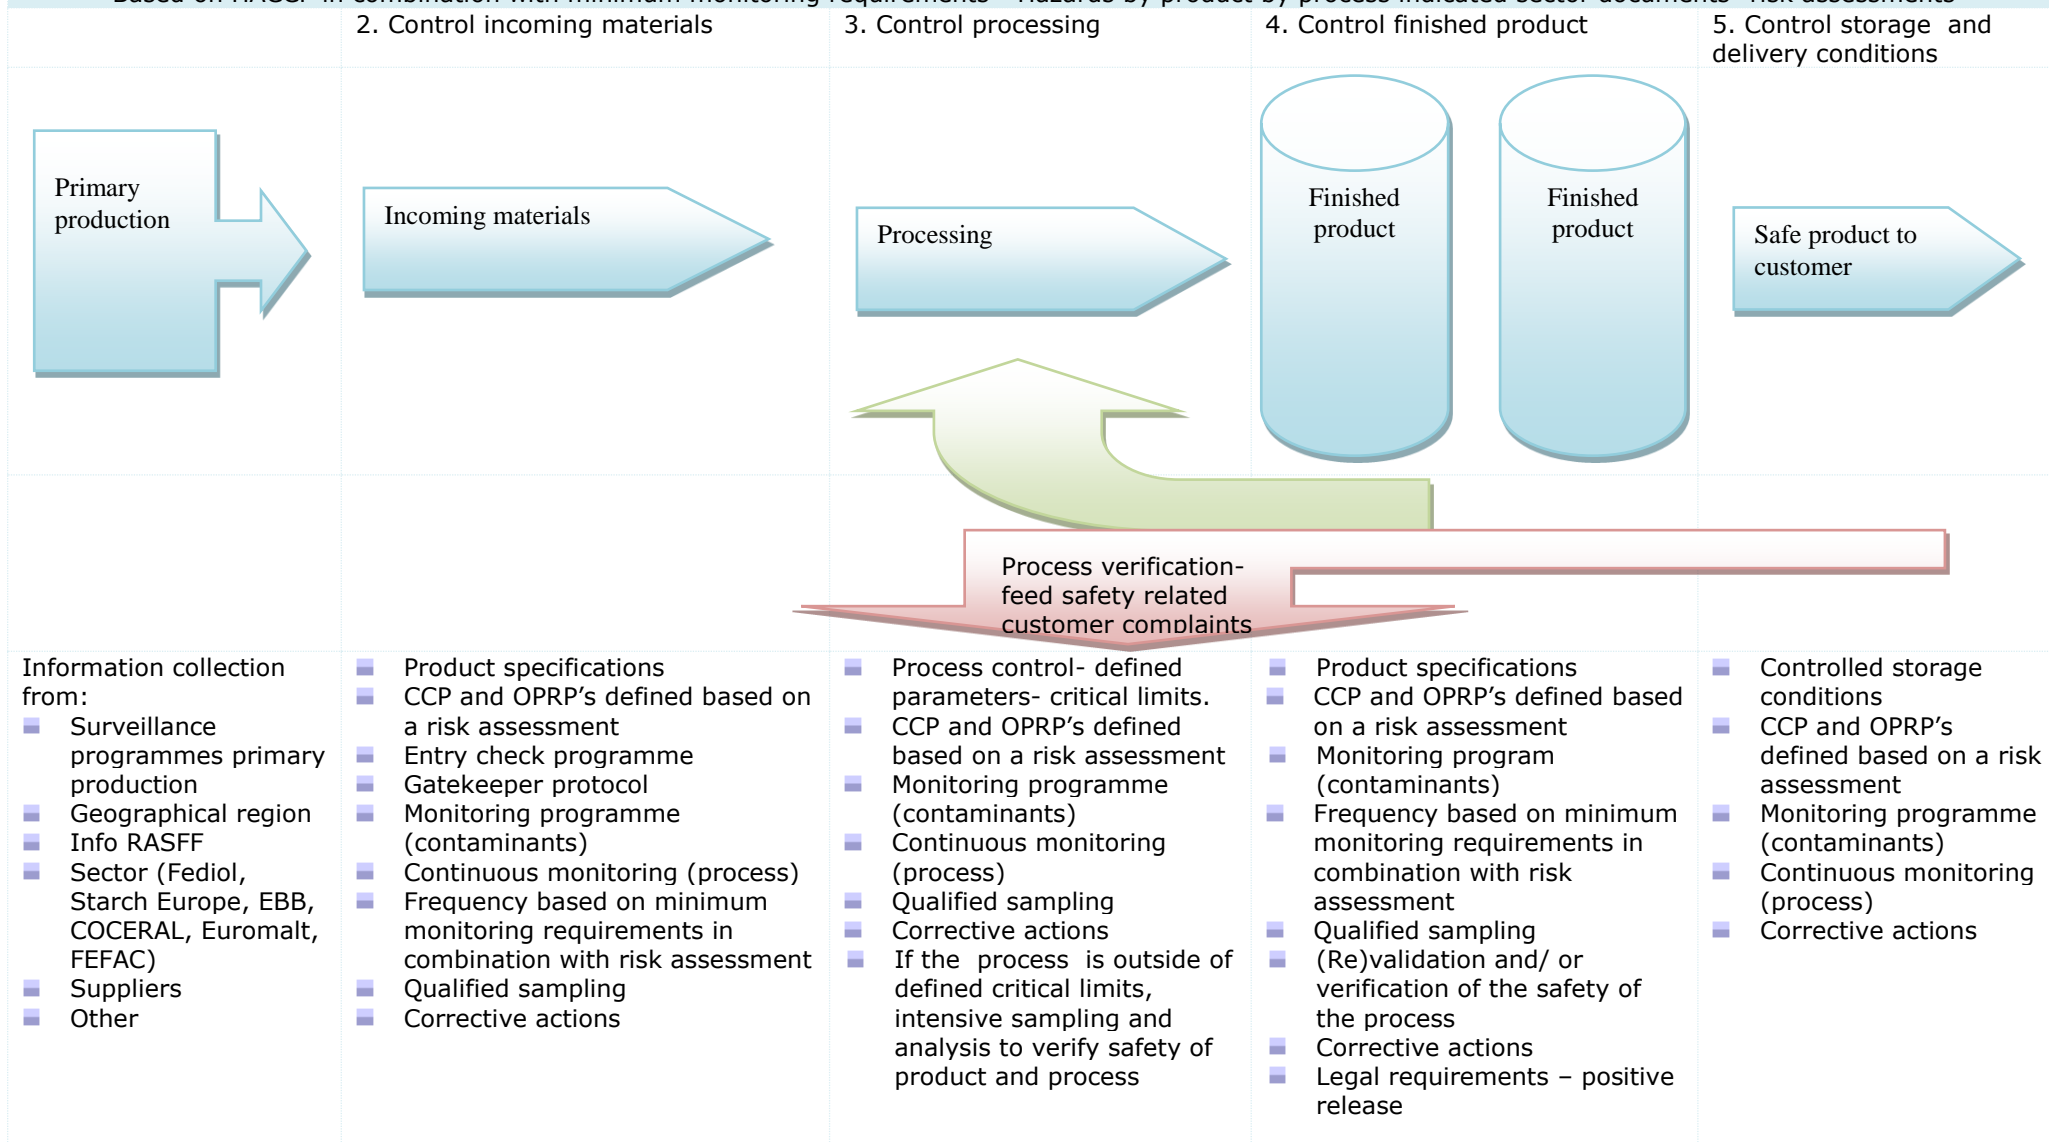 2. Control incoming materials
3. Control processing
4. Control finished product
5. Control storage and
delivery conditions
Primary
production
Incoming materials
Processing
Finished
product
Finished
product
Safe product to
customer
Process verification-
feed safety related
customer complaints
Information collection
from:
Surveillance
programmes primary
production
Geographical region
Info RASFF
Sector (Fediol,
Starch Europe, EBB,
COCERAL, Euromalt,
FEFAC)
Suppliers
Other
Product specifications
CCP and OPRP’s defined based on
a risk assessment
Entry check programme
Gatekeeper protocol
Monitoring programme
(contaminants)
Continuous monitoring (process)
Frequency based on minimum
monitoring requirements in
combination with risk assessment
Qualified sampling
Corrective actions
Process control- defined
parameters- critical limits.
CCP and OPRP’s defined
based on a risk assessment
Monitoring programme
(contaminants)
Continuous monitoring
(process)
Qualified sampling
Corrective actions
If the process is outside of
defined critical limits,
intensive sampling and
analysis to verify safety of
product and process
Product specifications
CCP and OPRP’s defined based
on a risk assessment
Monitoring program
(contaminants)
Frequency based on minimum
monitoring requirements in
combination with risk
assessment
Qualified sampling
(Re)validation and/ or
verification of the safety of
the process
Corrective actions
Legal requirements – positive
release
Controlled storage
conditions
CCP and OPRP’s
defined based on a risk
assessment
Monitoring programme
(contaminants)
Continuous monitoring
(process)
Corrective actions